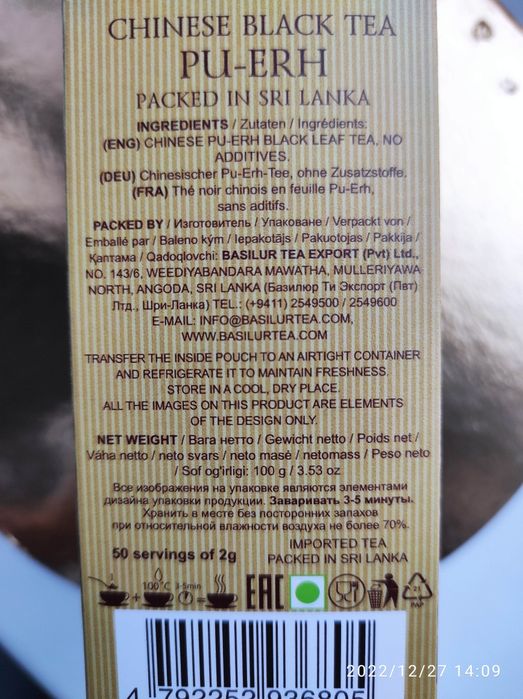 CHINESE BLACK TEA
PU-ERH
PACKED IN SRI LANKA
INGREDIENTS / Zutaten / Ingrédients:
(ENG) CHINESE PU-ERH BLACK LEAF TEA, NO
ADDITIVES.
(DEU) Chinesischer Pu-Erh-Tee, ohne Zusatzstoffe.
(FRA) Thé noir chinois en feuille Pu-Erh,
sans aditifs.
PACKED BY / Изготовитель / Упаковане / Verpackt von /
Emballé par / Baleno kým / Iepakotājs / Pakuotojas / Pakkija /
Қаптама / Qadoqlovchi: BASILUR TEA EXPORT (Pvt) Ltd.,
NO. 143/6, WEEDIYABANDARA MAWATHA, MULLERIYAWA
NORTH, ANGODA, SRI LANKA (Базилюр Ти Экспорт (Пвт)
Лтд., Шри-Ланка) TEL.: (+9411) 2549500 / 2549600
E-MAIL: INFO@BASILURTEA.COM,
WWW.BASILURTEA.COM
TRANSFER THE INSIDE POUCH TO AN AIRTIGHT CONTAINER
AND REFRIGERATE IT TO MAINTAIN FRESHNESS.
STORE IN A COOL, DRY PLACE.
ALL THE IMAGES ON THIS PRODUCT ARE ELEMENTS
OF THE DESIGN ONLY.
NET WEIGHT / Вага нетто / Gewicht netto / Poids net /
Váha netto / neto svars / neto masė / netomass / Peso neto
/ Sof og'irligi: 100 g / 3.53 oz
Все изображения на упаковке являются элементами
дизайна упаковки продукции. Заваривать 3-5 минуты.
Хранить в месте без посторонних запахов
при относительной влажности воздуха не более 70%.
50 servings of 2g
IMPORTED TEA
PACKED IN SRI LANKA
100°C 3-5min
EAC
21
PAP
4 792252 936805
2022/12/27 14:09